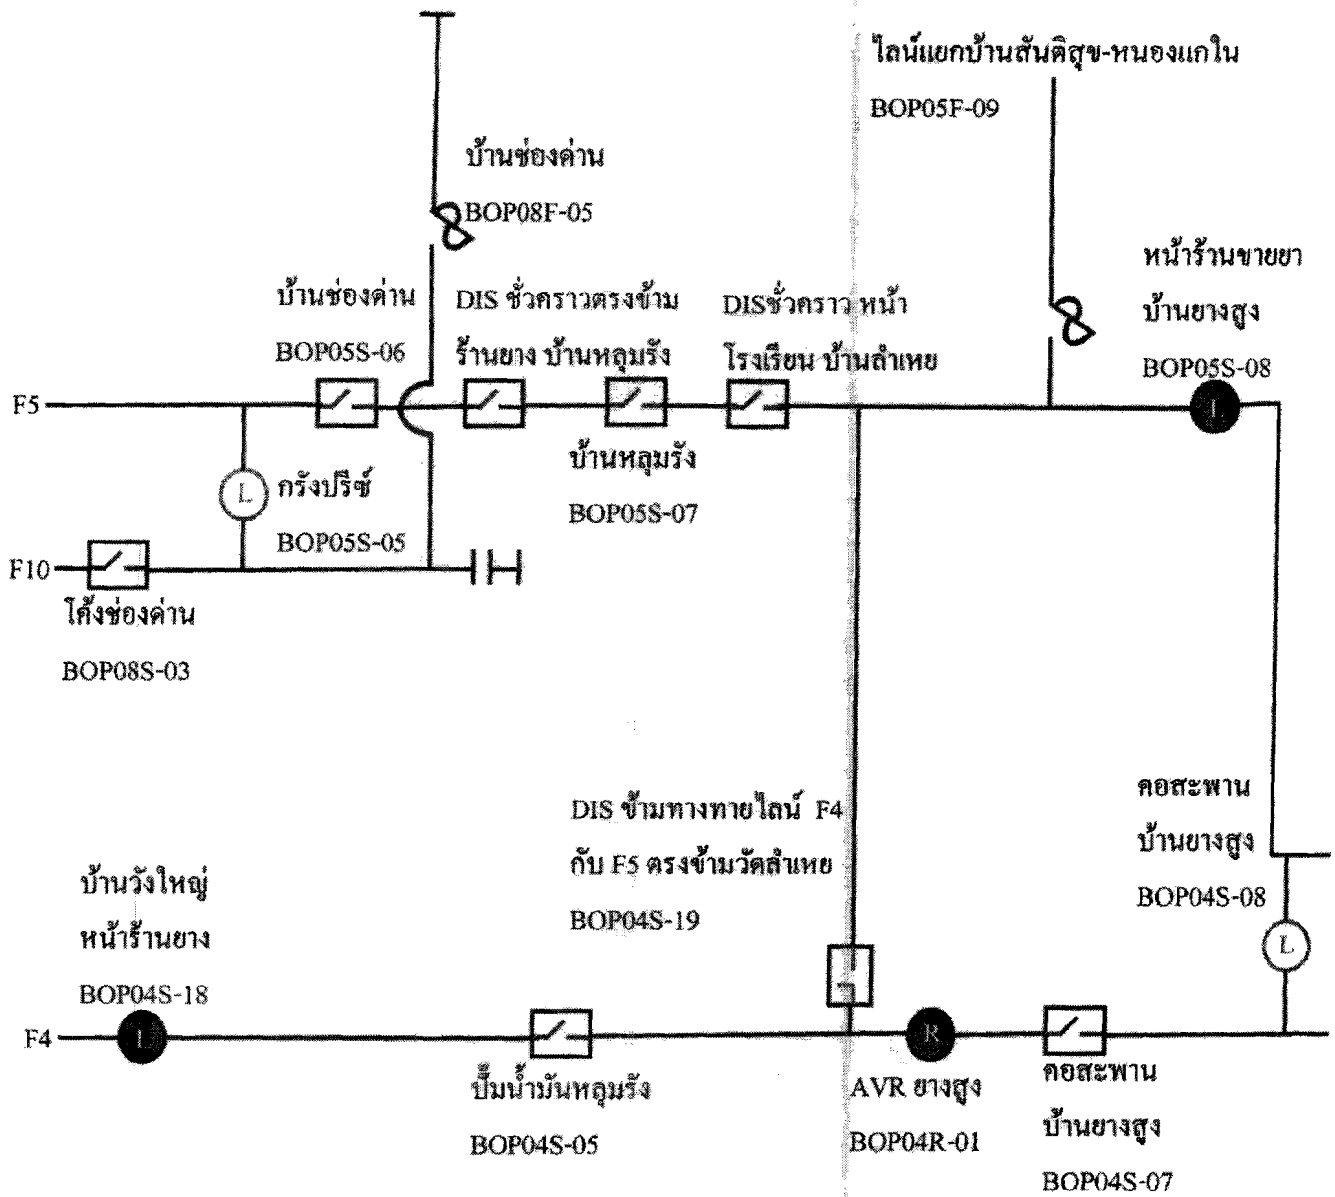 ไลน์แยกบ้านสันติสุข-หนองแกใน
BOP05F-09
บ้านช่องด่าน
BOP08F-05
หน้าร้านขายยา
บ้านยางสูง
BOP05S-08
บ้านช่องด่าน
BOP05S-06
DIS ชั่วคราวตรงข้าม
ร้านยาง บ้านหลุมรัง
DISชั่วคราว หน้า
โรงเรียน บ้านลำเหย
F5
L
บ้านหลุมรัง
BOP05S-07
L
กรังปรีซ์
BOP05S-05
F10
โค้งช่องด่าน
BOP08S-03
DIS ข้ามทางทายไลน์ F4
กับ F5 ตรงข้ามวัดลำเหย
BOP04S-19
คอสะพาน
บ้านยางสูง
BOP04S-08
L
บ้านวังใหญ่
หน้าร้านยาง
BOP04S-18
F4
L
R
ปั๊มน้ำมันหลุมรัง
BOP04S-05
AVR ยางสูง
BOP04R-01
คอสะพาน
บ้านยางสูง
BOP04S-07